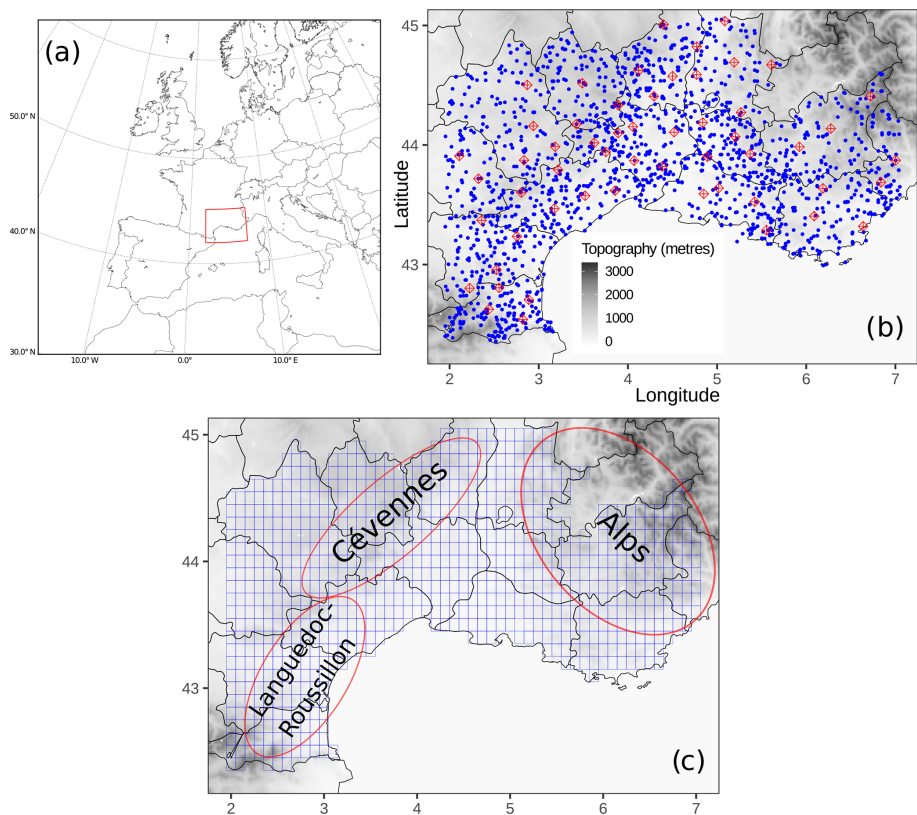 (a)
50.0° N
40.0° N
30.0° N
10.0° W
0.0°
10.0° E
45
44
43
Latitude
Topography (metres)
3000
2000
1000
0
(b)
2
3
4
5
6
7
Longitude
45
44
43
Cévennes
Alps
Languedoc-
Roussillon
(c)
2
3
4
5
6
7